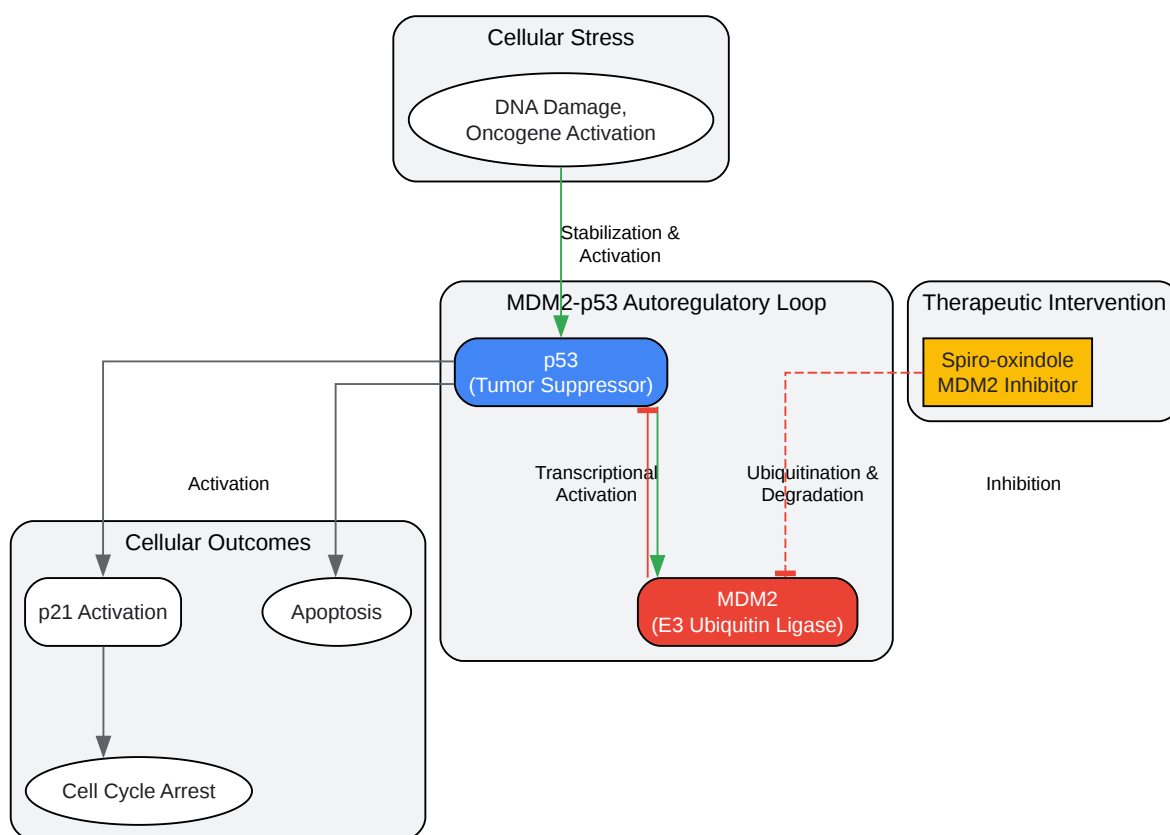 Cellular Stress
DNA Damage,
Oncogene Activation
Stabilization &
Activation
MDM2-p53 Autoregulatory Loop
Therapeutic Intervention
p53
(Tumor Suppressor)
Spiro-oxindole
MDM2 Inhibitor
Activation
Transcriptional
Activation
Ubiquitination &
Degradation
Inhibition
Cellular Outcomes
p21 Activation
Apoptosis
MDM2
(E3 Ubiquitin Ligase)
Cell Cycle Arrest